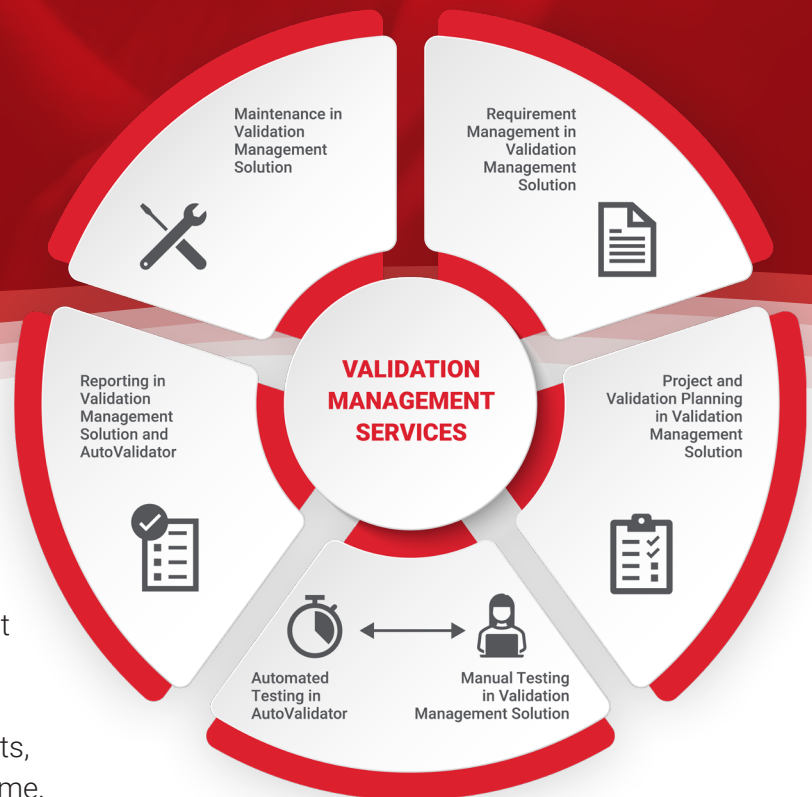 Maintenance in
Validation
Management
Solution
Requirement
Management in
Validation
Management
Solution
VALIDATION
MANAGEMENT
SERVICES
Reporting in
Validation
Management
Solution and
AutoValidator
Project and
Validation Planning
in Validation
Management
Solution
Automated
Testing in
AutoValidator
Manual Testing
in Validation
Management Solution